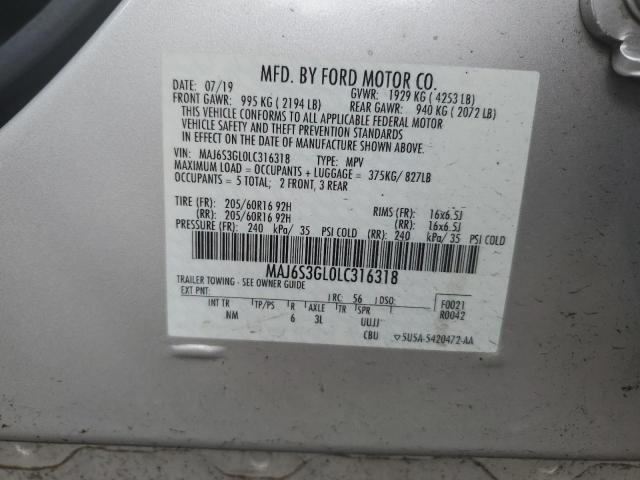 MFD. BY FORD MOTOR CO.
DATE: 07/19 GVWR: 1929 KG ( 4253 LB)
FRONT GAWR: 995 KG ( 2194 LB) REAR GAWR: 940 KG ( 2072 LB)
THIS VEHICLE CONFORMS TO ALL APPLICABLE FEDERAL MOTOR
VEHICLE SAFETY AND THEFT PREVENTION STANDARDS
IN EFFECT ON THE DATE OF MANUFACTURE SHOWN ABOVE.
VIN: MAJ6S3GL0LC316318 TYPE: MPV
MAXIMUM LOAD = OCCUPANTS + LUGGAGE = 375KG/ 827LB
OCCUPANTS = 5 TOTAL; 2 FRONT, 3 REAR
TIRE (FR): 205/60R16 92H RIMS (FR): 16x6.5J
(RR): 205/60R16 92H (RR): 16x6.5J
PRESSURE (FR): 240 kPa/ 35 PSI COLD (RR): 240 kPa/ 35 PSI COLD
MAJ6S3GL0LC316318
TRAILER TOWING - SEE OWNER GUIDE
EXT PNT: RC: 56 DSO: F0021
INT TR TP/PS R AXLE TR SPR R0042
NM 6 3L UUJJ
CBU 5U5A-5420472-AA